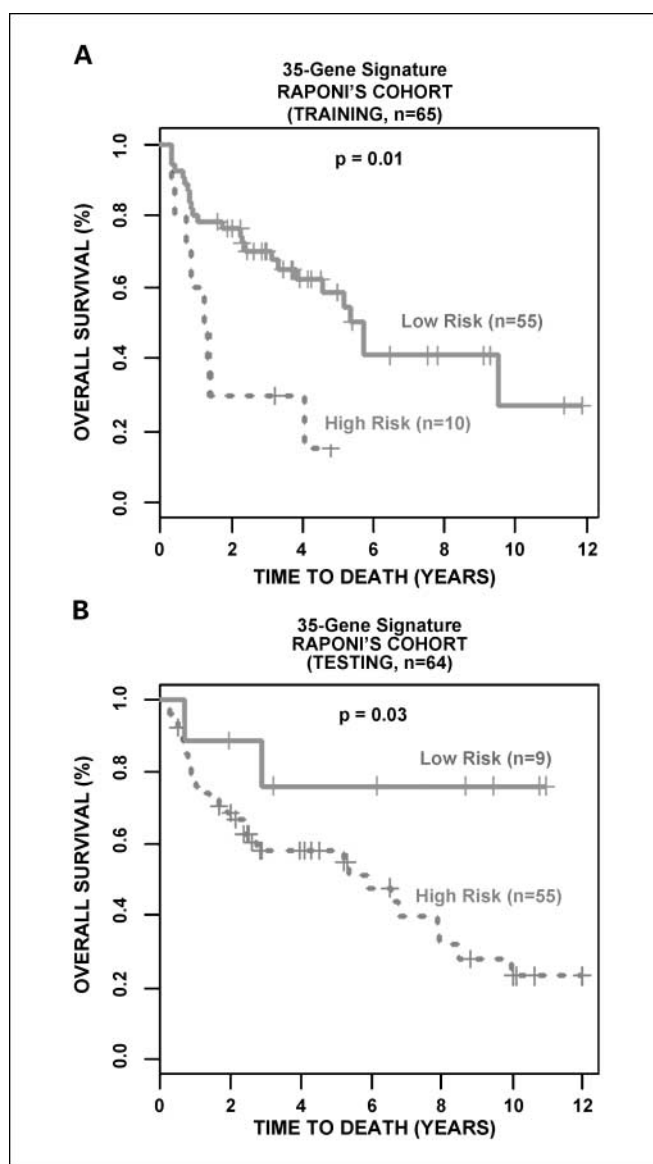 A
35-Gene Signature
RAPONI'S COHORT
(TRAINING, n=65)
p = 0.01
OVERALL SURVIVAL (%)
1.0
0.8
0.6
0.4
0.2
0.0
Low Risk (n=55)
High Risk (n=10)
0 2 4 6 8 10 12
TIME TO DEATH (YEARS)
B
35-Gene Signature
RAPONI'S COHORT
(TESTING, n=64)
p = 0.03
OVERALL SURVIVAL (%)
1.0
0.8
0.6
0.4
0.2
0.0
Low Risk (n=9)
High Risk (n=55)
0 2 4 6 8 10 12
TIME TO DEATH (YEARS)